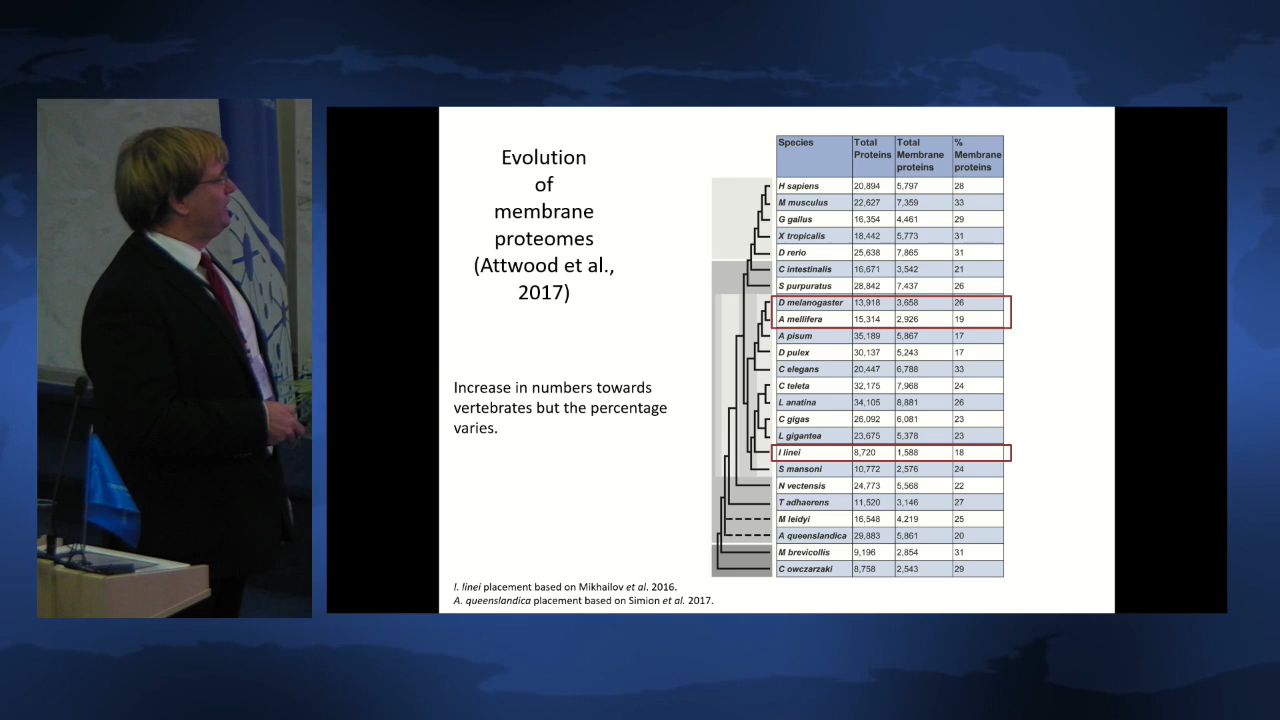 Evolution
of
membrane
proteomes
(Attwood et al.,
2017)
Increase in numbers towards
vertebrates but the percentage
varies.
I. linei placement based on Mikhailov et al. 2016.
A. queenslandica placement based on Simion et al. 2017.
Species Total Proteins Total Membrane proteins % Membrane proteins
H sapiens 20,894 5,797 28
M musculus 22,627 7,359 33
G gallus 16,354 4,461 29
X tropicalis 18,442 5,773 31
D rerio 25,638 7,865 31
C intestinalis 16,671 3,542 21
S purpuratus 28,842 7,437 26
D melanogaster 13,918 3,658 26
A mellifera 15,314 2,926 19
A pisum 35,189 5,867 17
D pulex 30,137 5,243 17
C elegans 20,447 6,788 33
C teleta 32,175 7,968 24
L anatina 34,105 8,881 26
C gigas 26,092 6,081 23
L gigantea 23,675 5,378 23
I linei 8,720 1,588 18
S mansoni 10,772 2,576 24
N vectensis 24,773 5,568 22
T adhaerens 11,520 3,146 27
M leidyi 16,548 4,219 25
A queenslandica 29,883 5,861 20
M brevicollis 9,196 2,854 31
C owczarzaki 8,758 2,543 29